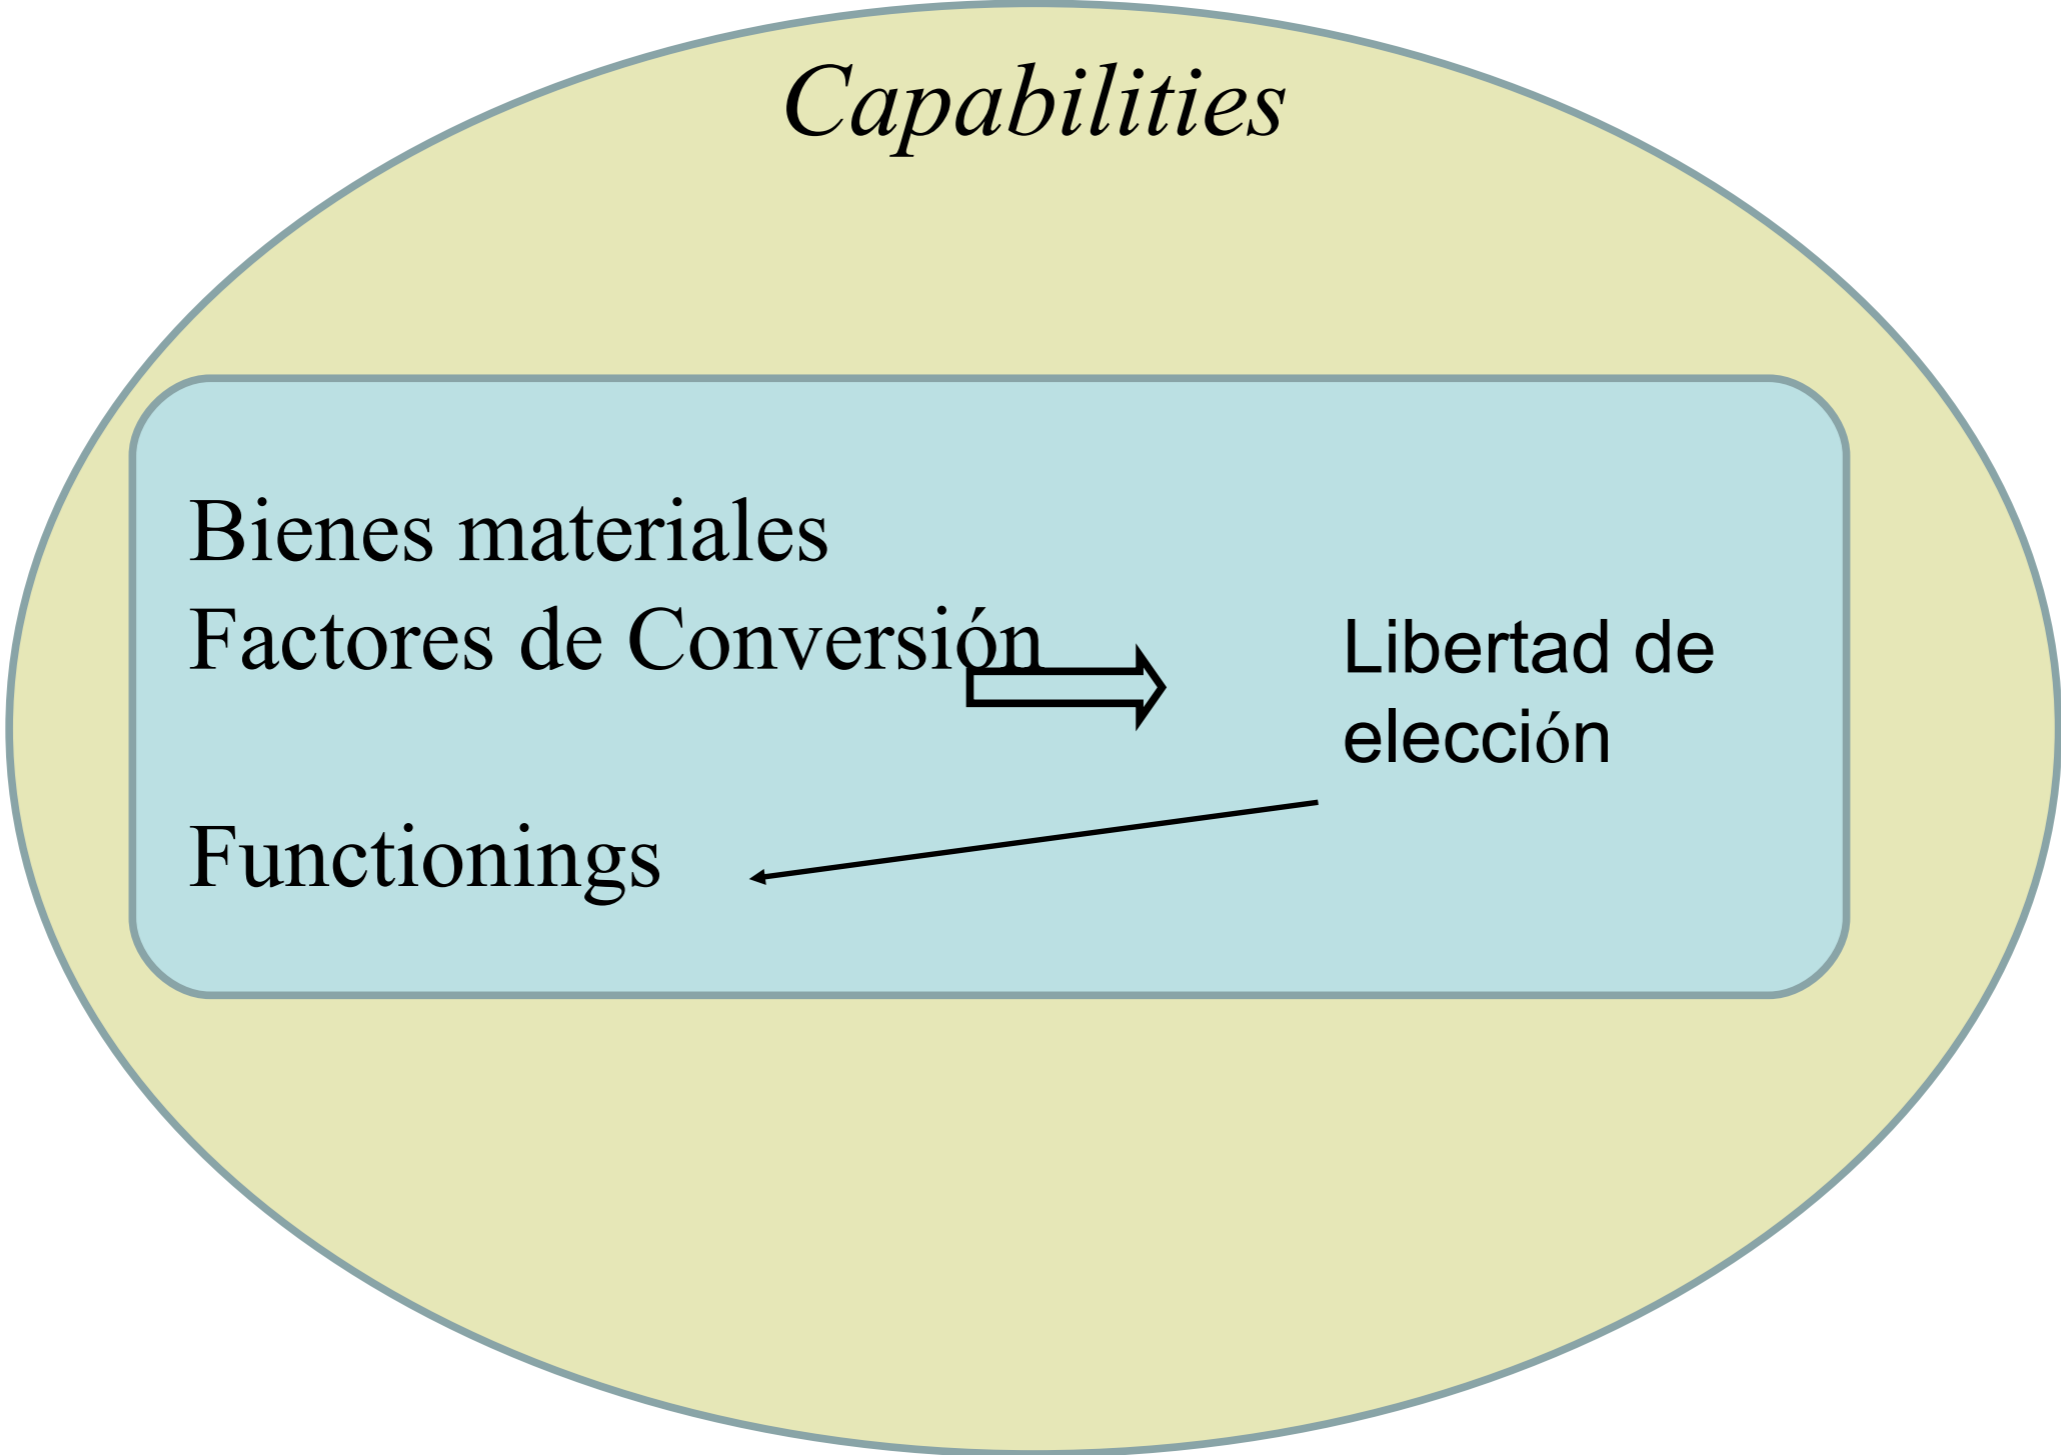 Capabilities
Bienes materiales
Factores de Conversión
Libertad de
elección
Functionings